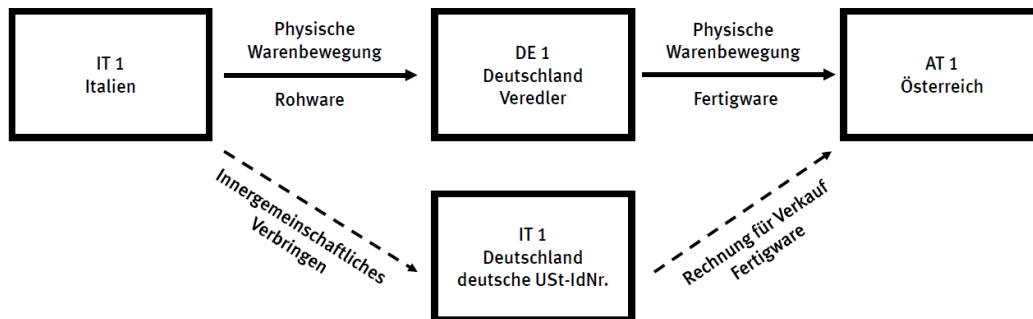 IT 1
Italien
Physische
Warenbewegung
Rohware
DE 1
Deutschland
Veredler
Physische
Warenbewegung
Fertigware
AT 1
Österreich
Innergemeinschaftliches
Verbringen
IT 1
Deutschland
deutsche USt-IdNr.
Rechnung für Verkauf
Fertigware